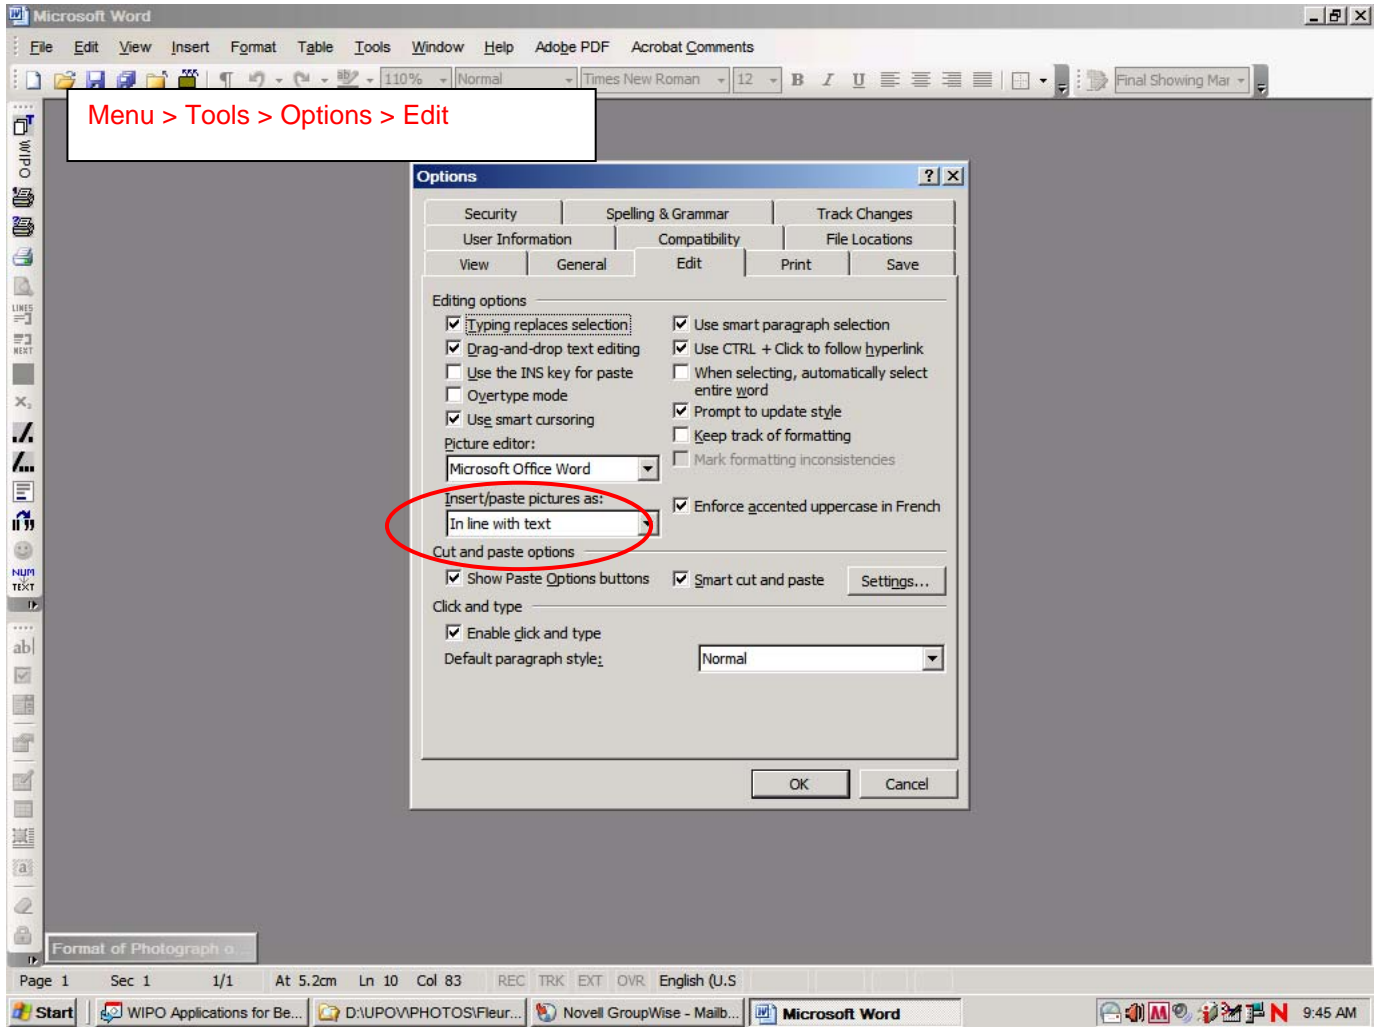 Microsoft Word
File Edit View Insert Format Table Tools Window Help Adobe PDF Acrobat Comments
110% Normal Times New Roman 12 B I U Final Showing Mar
Menu > Tools > Options > Edit
WIPO
LINES
NEXT
NUM
TEXT
ab
a
Options
Security Spelling & Grammar Track Changes
User Information Compatibility File Locations
View General Edit Print Save
Editing options
Typing replaces selection
Drag-and-drop text editing
Use the INS key for paste
Overtype mode
Use smart cursoring
Picture editor:
Microsoft Office Word
Insert/paste pictures as:
In line with text
Use smart paragraph selection
Use CTRL + Click to follow hyperlink
When selecting, automatically select
entire word
Prompt to update style
Keep track of formatting
Mark formatting inconsistencies
Enforce accented uppercase in French
Cut and paste options
Show Paste Options buttons Smart cut and paste Settings...
Click and type
Enable click and type
Default paragraph style: Normal
OK Cancel
Format of Photograph o...
Page 1 Sec 1 1/1 At 5.2cm Ln 10 Col 83 REC TRK EXT OVR English (U.S
Start WIPO Applications for Be... D:\UPOV\PHOTOS\Fleur... Novell GroupWise - Mailb... Microsoft Word 9:45 AM